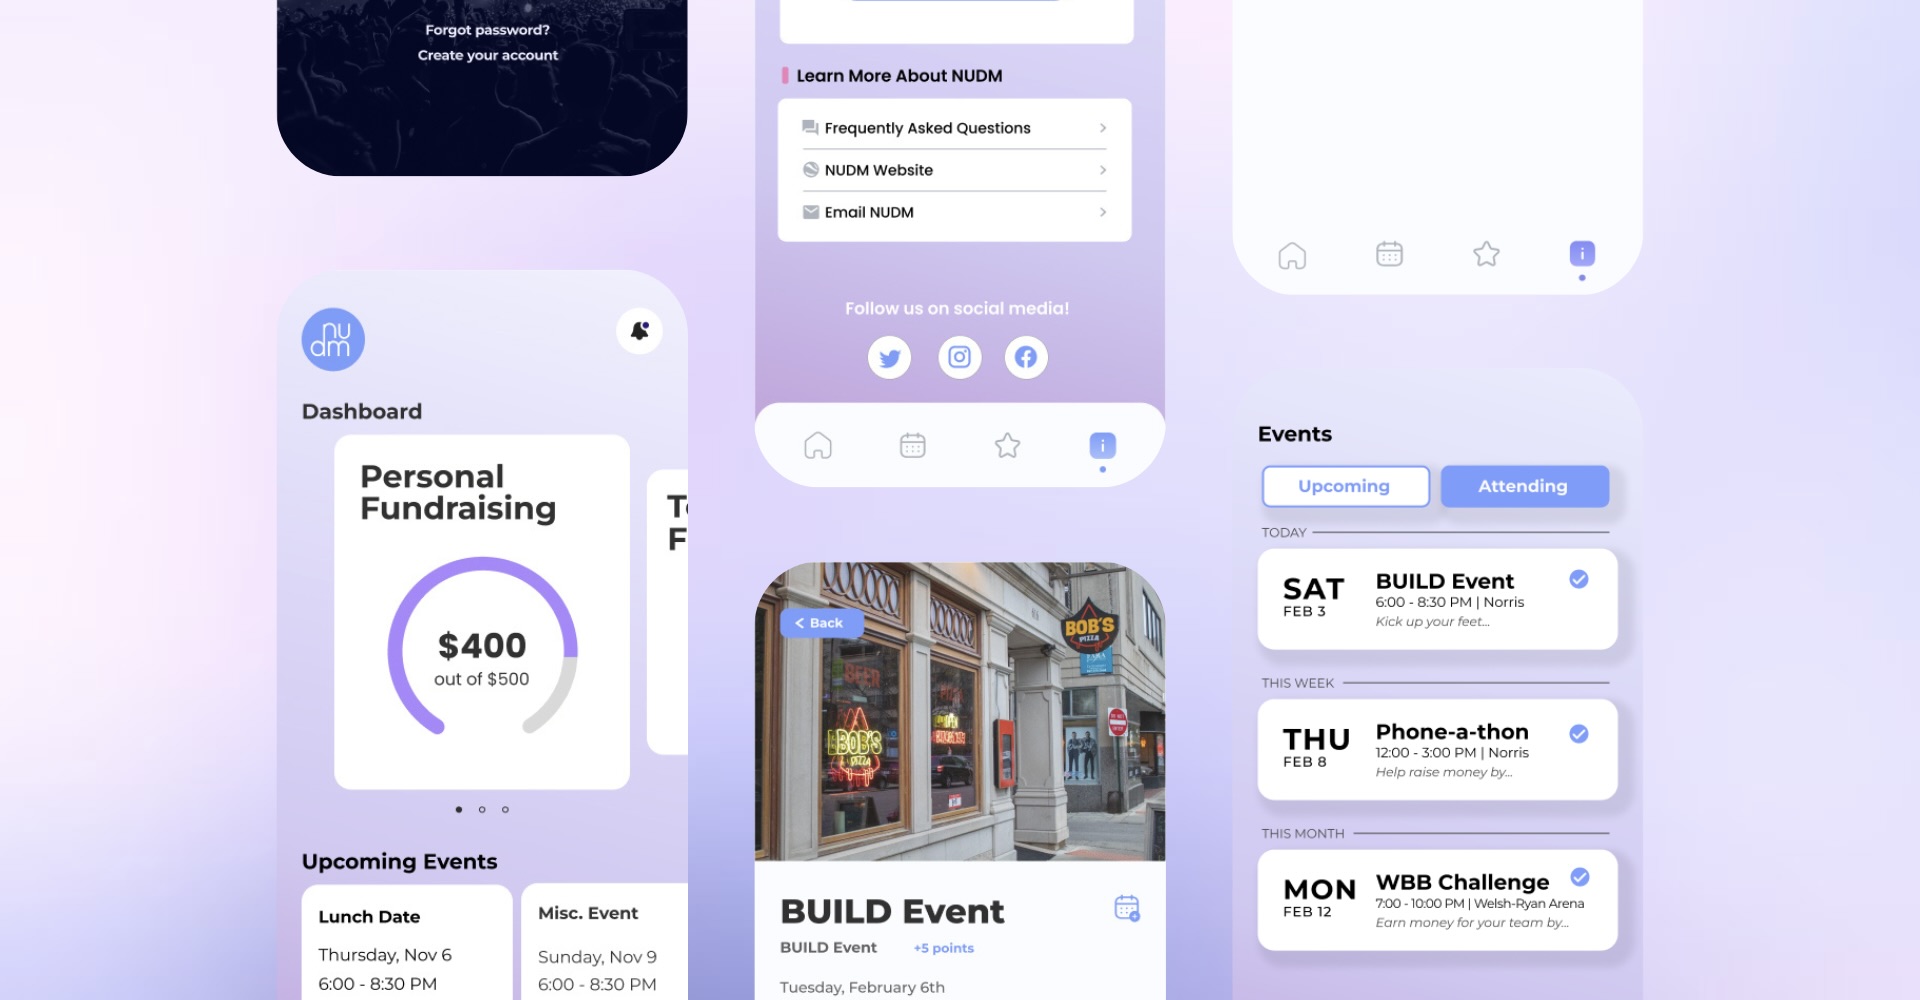 Forgot password?
Create your account
nu
dm
Dashboard
Personal
Fundraising
$400
out of $500
Upcoming Events
Lunch Date
Thursday, Nov 6
6:00 - 8:30 PM
Misc. Event
Sunday, Nov 9
6:00 - 8:30 PM
Learn More About NUDM
Frequently Asked Questions
NUDM Website
Email NUDM
Follow us on social media!
< Back
BOB'S
PIZZA
BEER
BOB'S
PIZZA
OPEN
BUILD Event
BUILD Event
+5 points
Tuesday, February 6th
Events
Upcoming
Attending
TODAY
SAT
FEB 3
BUILD Event
6:00 - 8:30 PM | Norris
Kick up your feet...
THIS WEEK
THU
FEB 8
Phone-a-thon
12:00 - 3:00 PM | Norris
Help raise money by...
THIS MONTH
MON
FEB 12
WBB Challenge
7:00 - 10:00 PM | Welsh-Ryan Arena
Earn money for your team by...